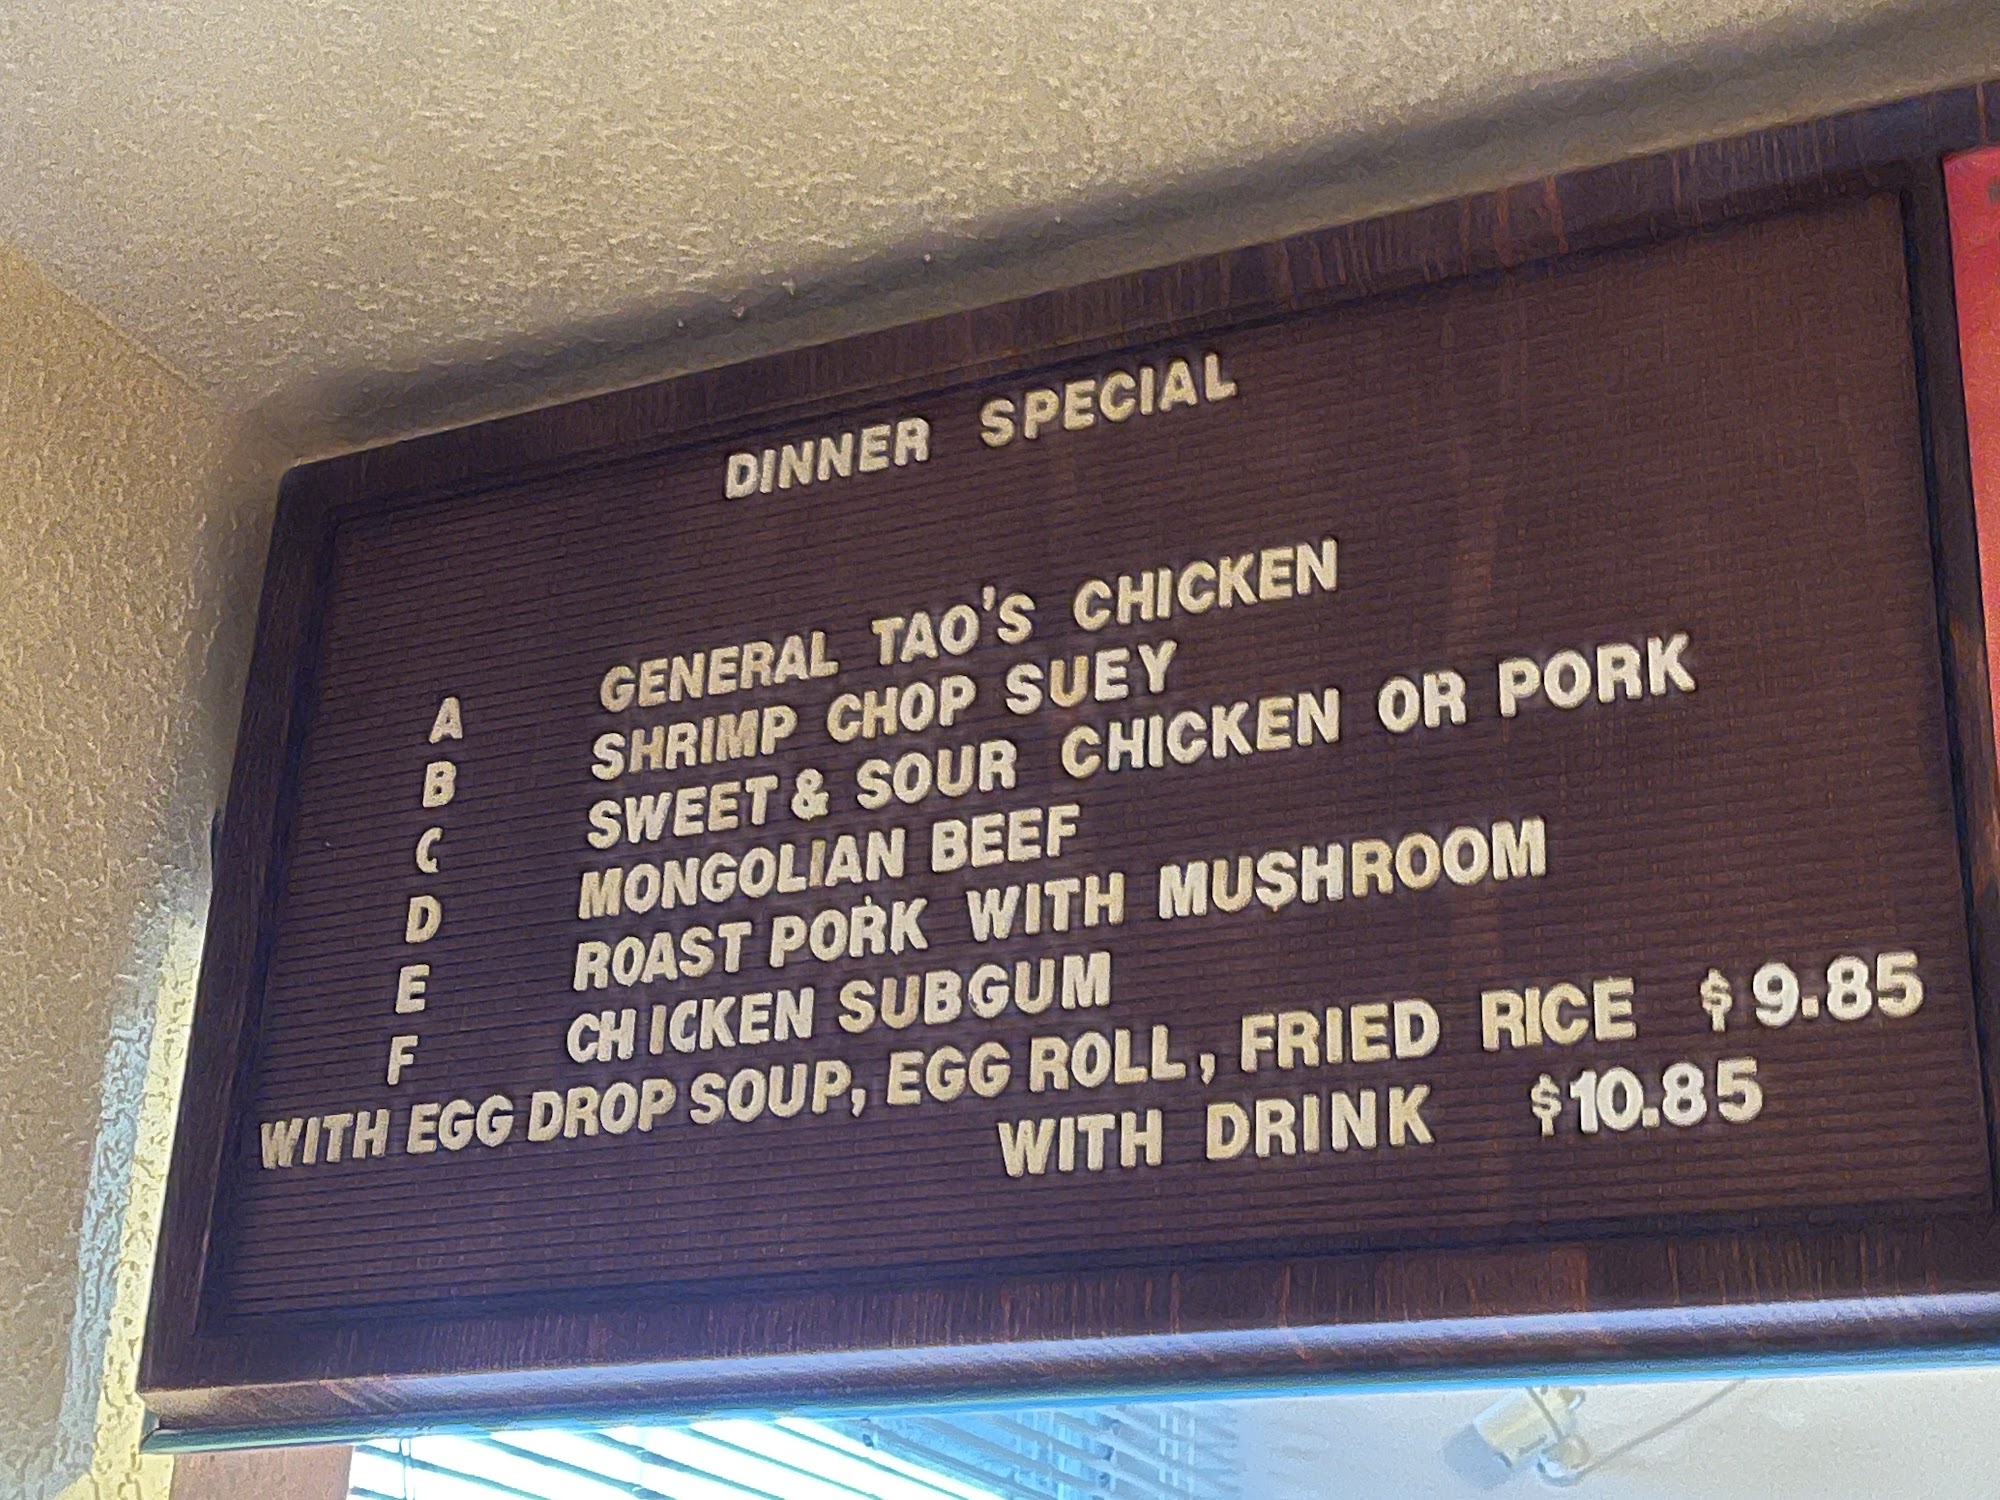 DINNER SPECIAL
A GENERAL TAO'S CHICKEN
B SHRIMP CHOP SUEY
C SWEET & SOUR CHICKEN OR PORK
D MONGOLIAN BEEF
E ROAST PORK WITH MUSHROOM
F CHICKEN SUBGUM
WITH EGG DROP SOUP, EGG ROLL, FRIED RICE $9.85
WITH DRINK $10.85